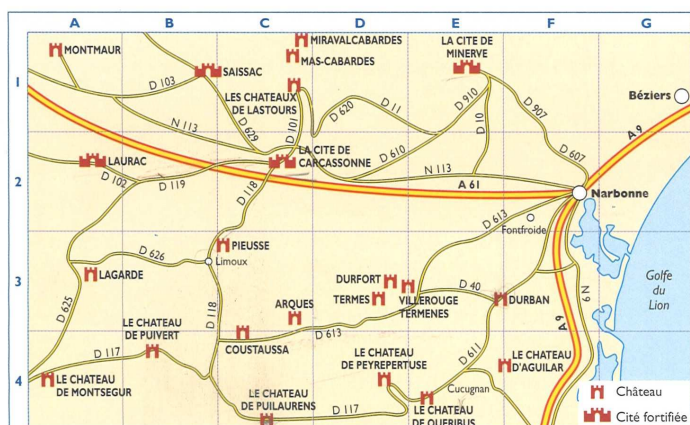 A B C D E F G
MIRAVALCABARDES
LA CITE DE
MINERVE
MONTMAUR
MAS-CABARDES
SAISSAC
1
D 103
LES CHATEAUX
DE LASTOURS
D 910
D 907
Béziers
D 620
D 11
A 9
N 113
D 629
D 101
D 10
D 610
D 607
LAURAC
LA CITE DE
CARCASSONNE
D 102
D 119
N 113
2
D 118
A 61
Narbonne
D 613
Fontfroide
PIEUSSE
D 626
Limoux
Golfe
du
Lion
LAGARDE
3
DURFORT
TERMES
VILLEROUGE
TERMENES
D 40
DURBAN
N 9
D 625
D 118
ARQUES
A 9
LE CHATEAU
DE PUIVERT
COUSTAUSSA
D 613
D 117
LE CHATEAU
DE PEYREPERTUSE
D 611
LE CHATEAU
D'AGUILAR
4
LE CHATEAU
DE MONTSEGUR
Cucugnan
Château
LE CHATEAU
DE PUILAURENS
D 117
LE CHATEAU
DE QUERIBUS
Cité fortifiée